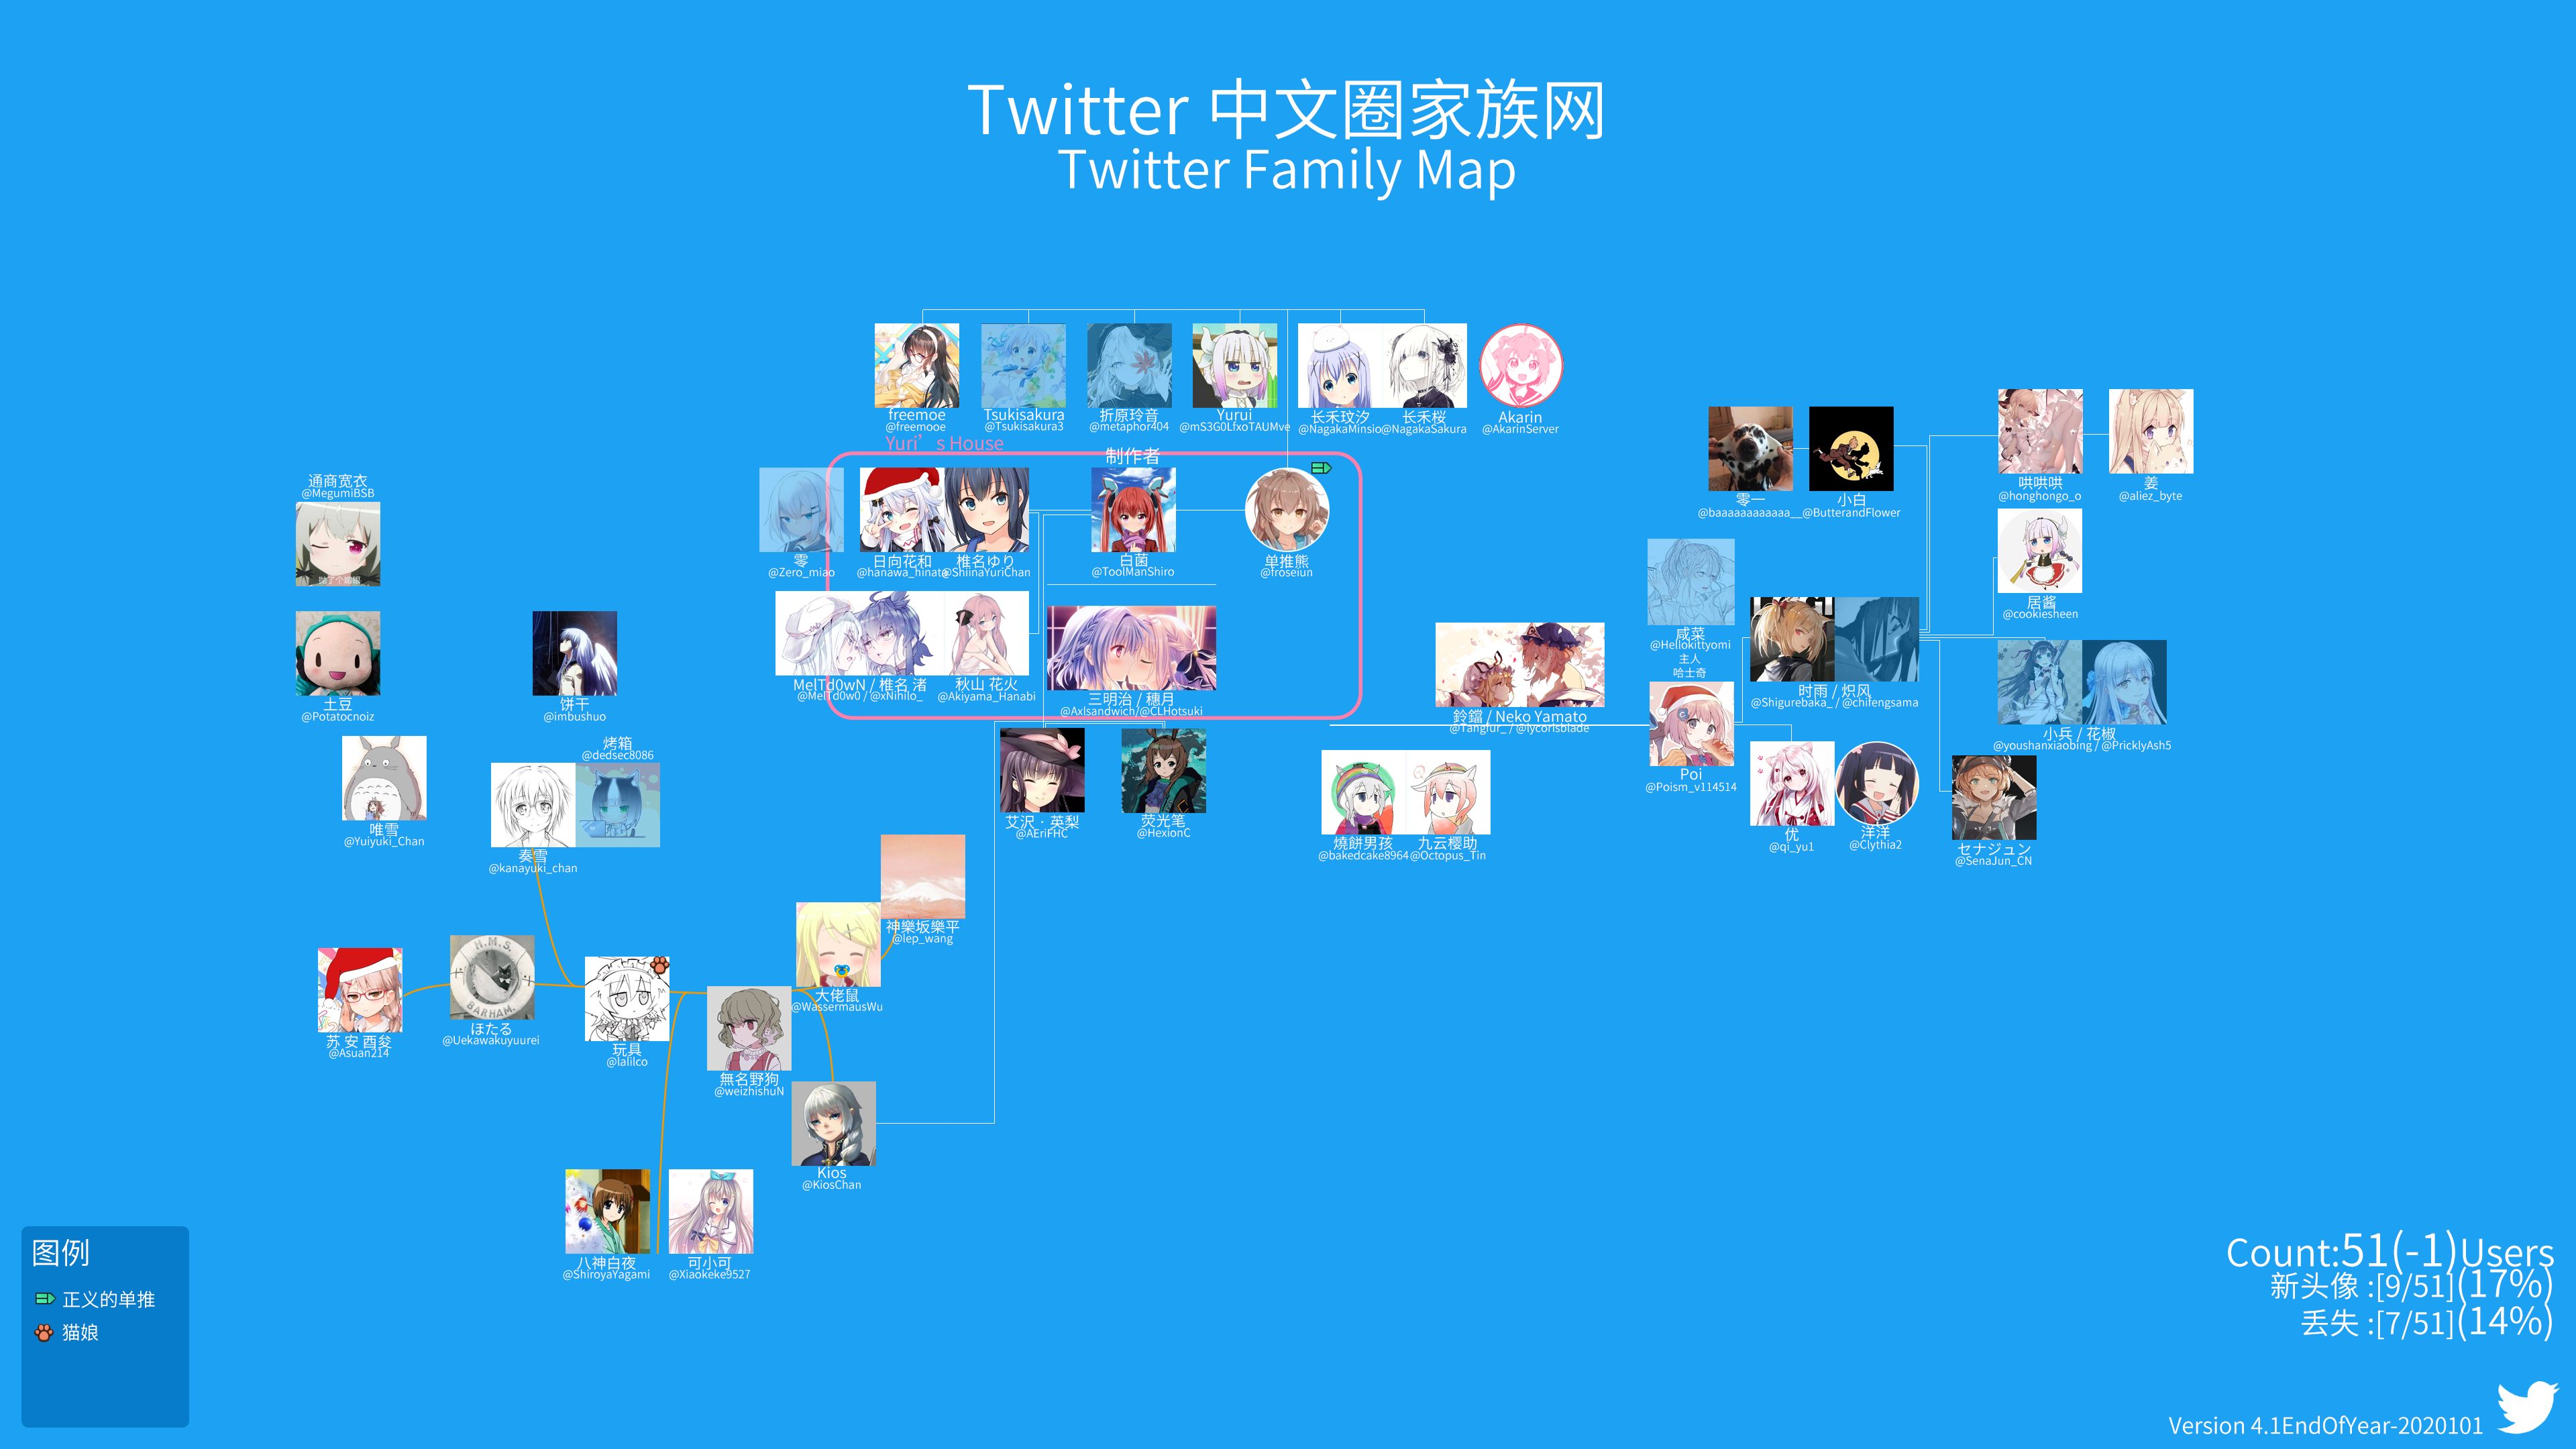 Twitter 中文圈家族网
Twitter Family Map
freemoe
@freemooe
Tsukisakura
@Tsukisakura3
折原玲音
@metaphor404
Yurui
@mS3G0LfxoTAUMve
长禾玟汐
@NagakaMinsio
长禾桜
@NagakaSakura
Akarin
@AkarinServer
Yuri’s House
制作者
零
@Zero_miao
日向花和
@hanawa_hinata
椎名ゆり
@ShiinaYuriChan
白菌
@ToolManShiro
单推熊
@froseiun
MelTd0wN / 椎名 渚
@MelTd0w0 / @xNihilo_
秋山 花火
@Akiyama_Hanabi
三明治 / 穗月
@Axlsandwich/@CLHotsuki
艾沢 · 英梨
@AEriFHC
荧光笔
@HexionC
通商宽衣
@MegumiBSB
土豆
@Potatocnoiz
饼干
@imbushuo
唯雪
@Yuiyuki_Chan
烤箱
@dedsec8086
奏雪
@kanayuki_chan
神樂坂樂平
@lep_wang
大佬鼠
@WassermausWu
苏 安 酉夋
@Asuan214
H.M.S.
BARHAM.
ほたる
@Uekawakuyuurei
玩具
@lalilco
無名野狗
@weizhishuN
Kios
@KiosChan
八神白夜
@ShiroyaYagami
可小可
@Xiaokeke9527
鈴鐺 / Neko Yamato
@Tangfur_ / @lycorisblade
燒餅男孩
@bakedcake8964
九云樱助
@Octopus_Tin
零一
@baaaaaaaaaaaa__
小白
@ButterandFlower
哄哄哄
@honghongo_o
姜
@aliez_byte
居酱
@cookiesheen
咸菜
@Hellokittyomi
主人
哈士奇
Poi
@Poism_v114514
时雨 / 炽风
@Shigurebaka_ / @chifengsama
小兵 / 花椒
@youshanxiaobing / @PricklyAsh5
优
@qi_yu1
洋洋
@Clythia2
セナジュン
@SenaJun_CN
图例
正义的单推
猫娘
Count:51(-1)Users
新头像 :[9/51](17%)
丢失 :[7/51](14%)
Version 4.1EndOfYear-2020101